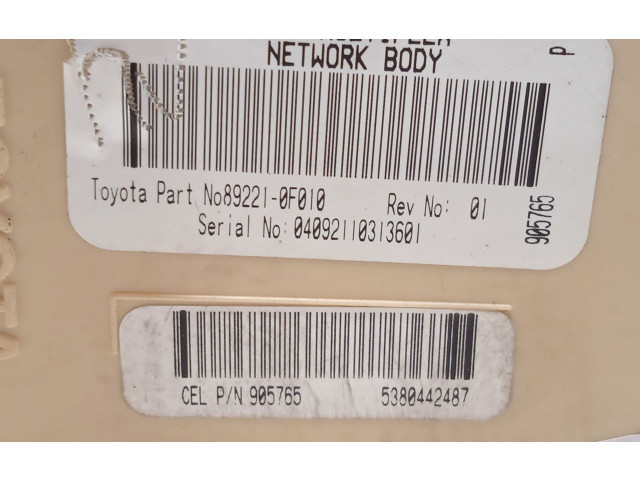 NETWORK BODY
P
Toyota Part No89221-0F010 Rev No: 01
Serial No: 04092110313601
905765
CEL P/N 905765 5380442487